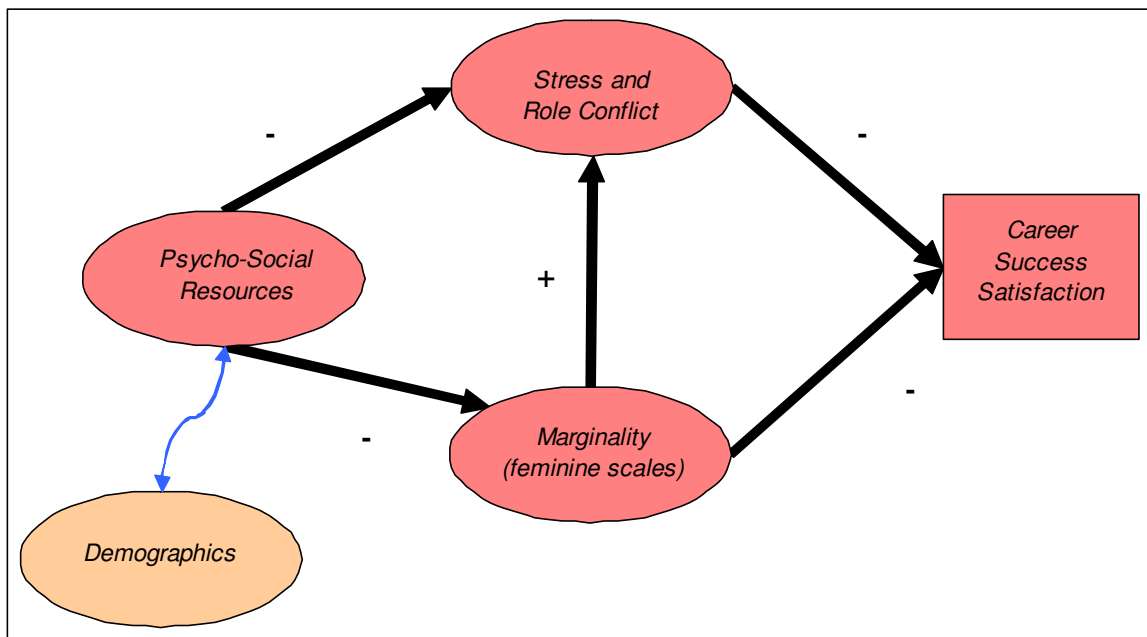 Stress and
Role Conflict
-
-
Psycho-Social
Resources
+
Career
Success
Satisfaction
-
-
Marginality
(feminine scales)
Demographics